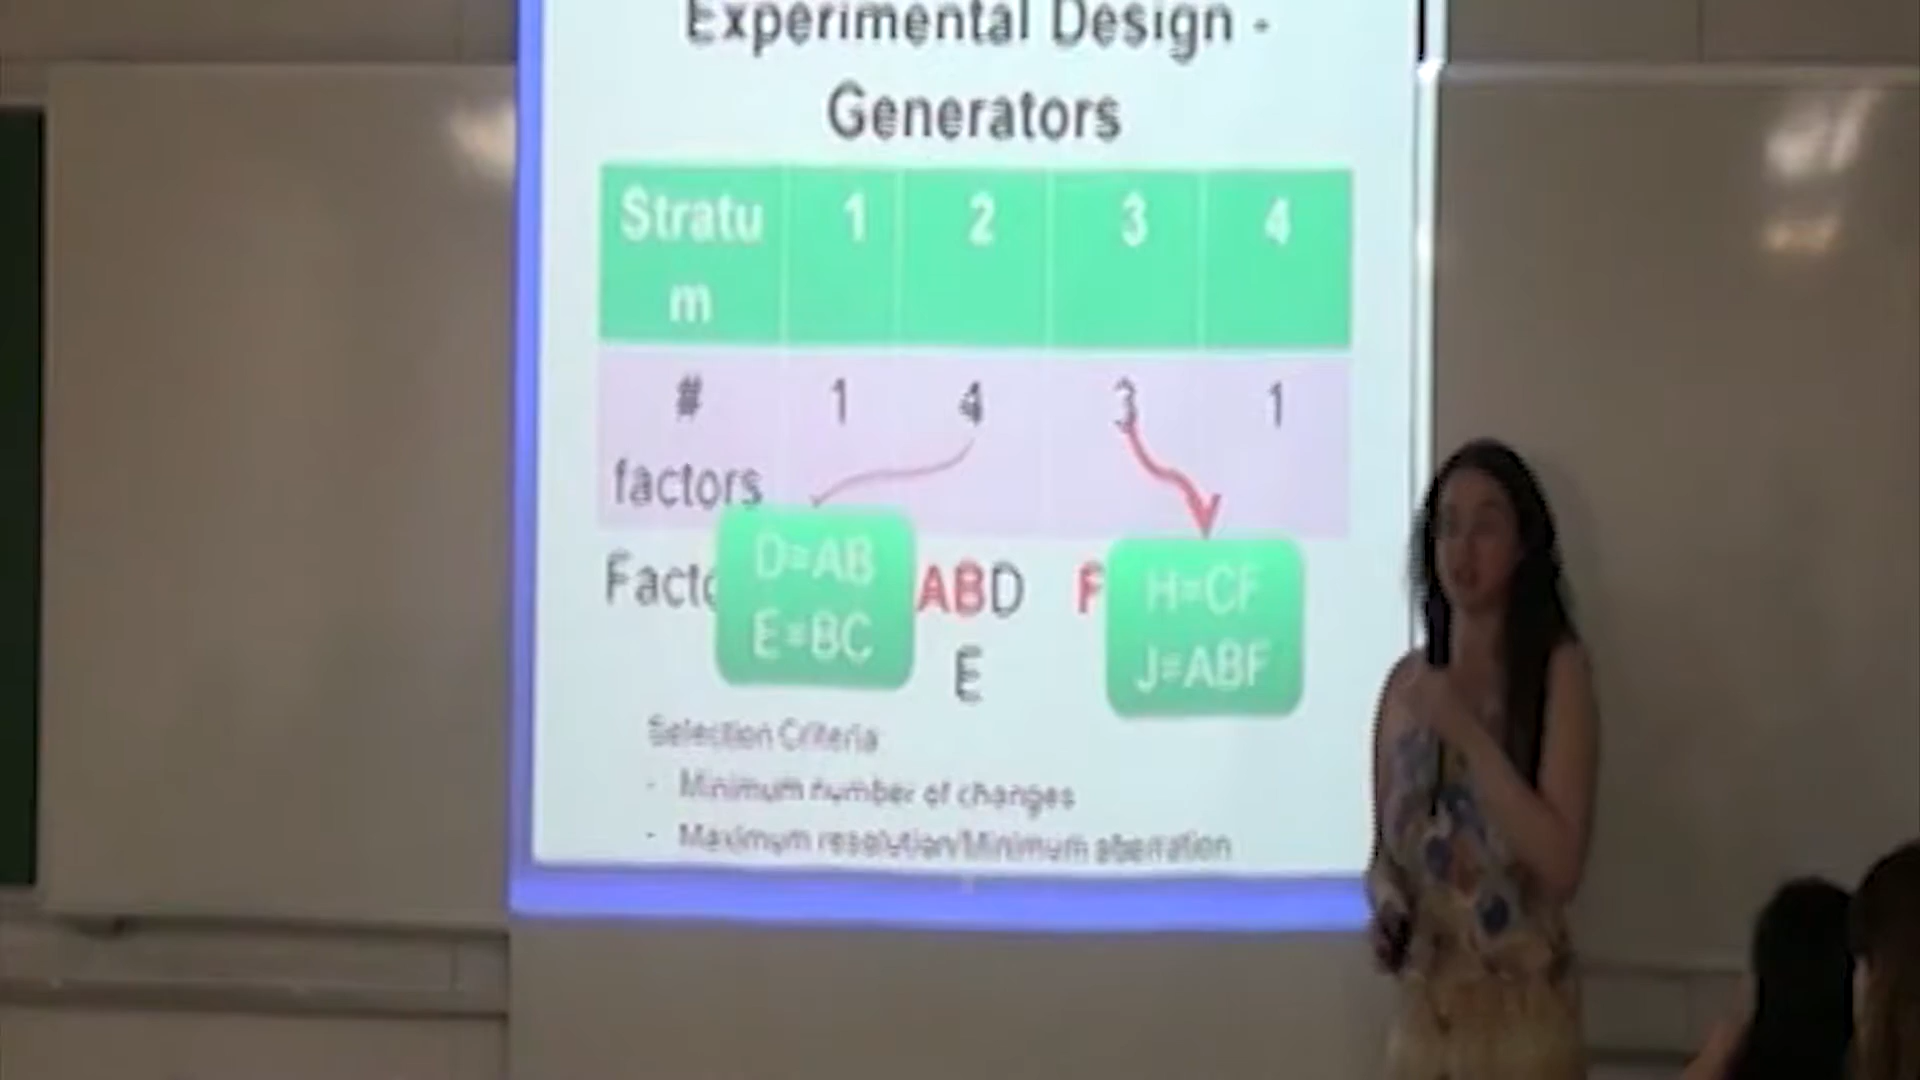 Experimental Design -
Generators
Stratu
m
1
2
3
4
#
factors
1
4
3
1
Facto
D=AB
E=BC
ABD
E
F
H=CF
J=ABF
Selection Criteria
- Minimum number of changes
- Maximum resolution/Minimum aberration